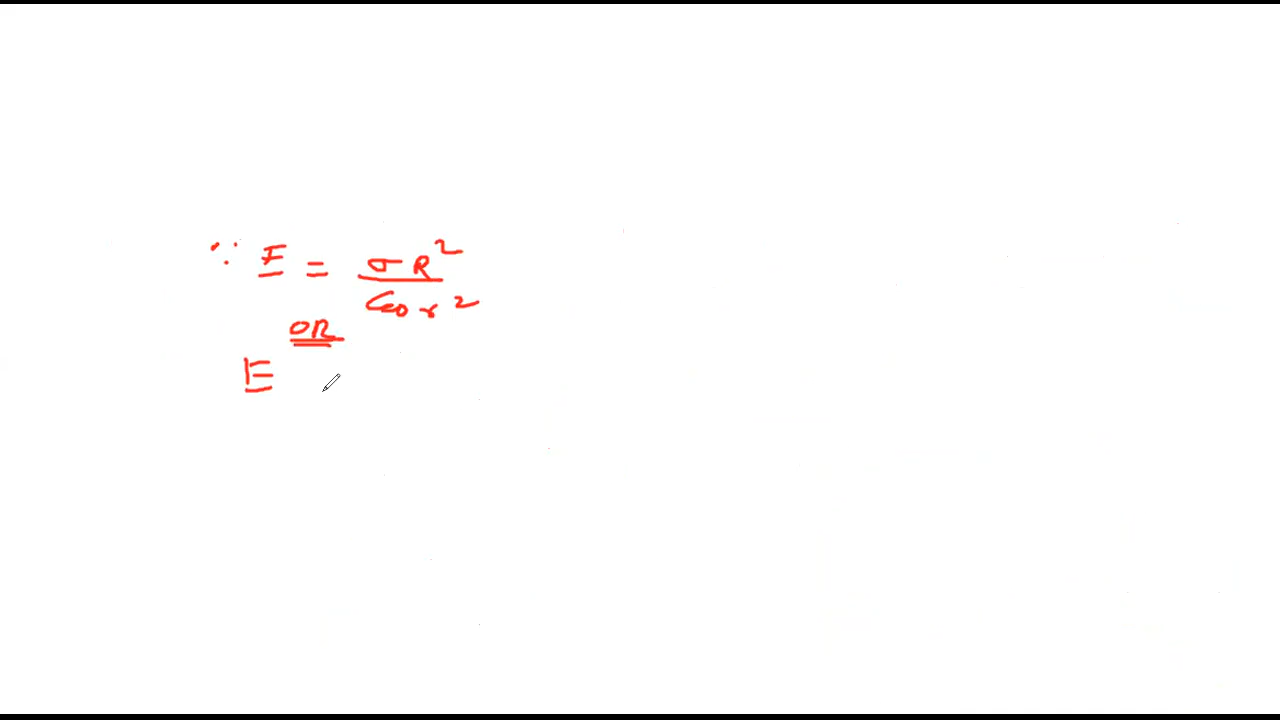 ∵ E = σR² / ε₀r²
OR
E